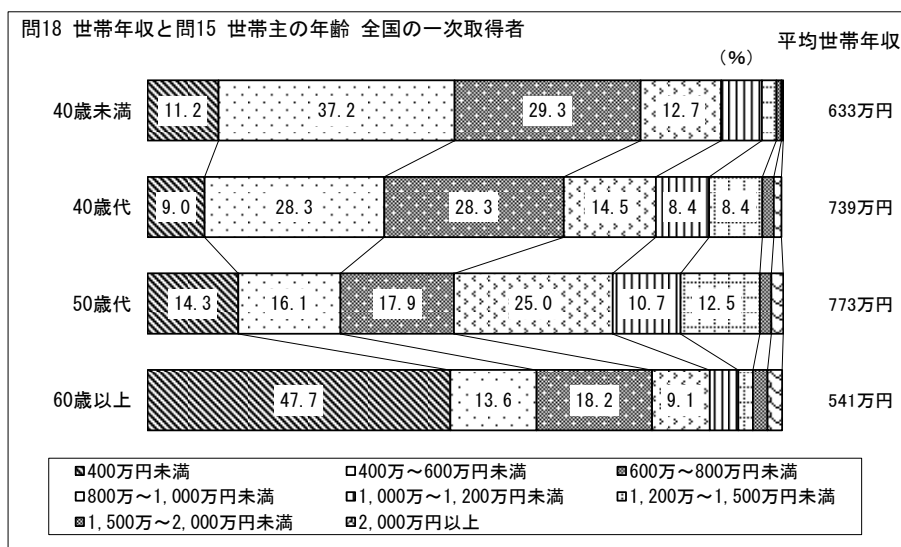 問18 世帯年収と問15 世帯主の年齢 全国の一次取得者
平均世帯年収
(%)
40歳未満 11.2 37.2 29.3 12.7 633万円
40歳代 9.0 28.3 28.3 14.5 8.4 8.4 739万円
50歳代 14.3 16.1 17.9 25.0 10.7 12.5 773万円
60歳以上 47.7 13.6 18.2 9.1 541万円
400万円未満 400万～600万円未満 600万～800万円未満
800万～1,000万円未満 1,000万～1,200万円未満 1,200万～1,500万円未満
1,500万～2,000万円未満 2,000万円以上